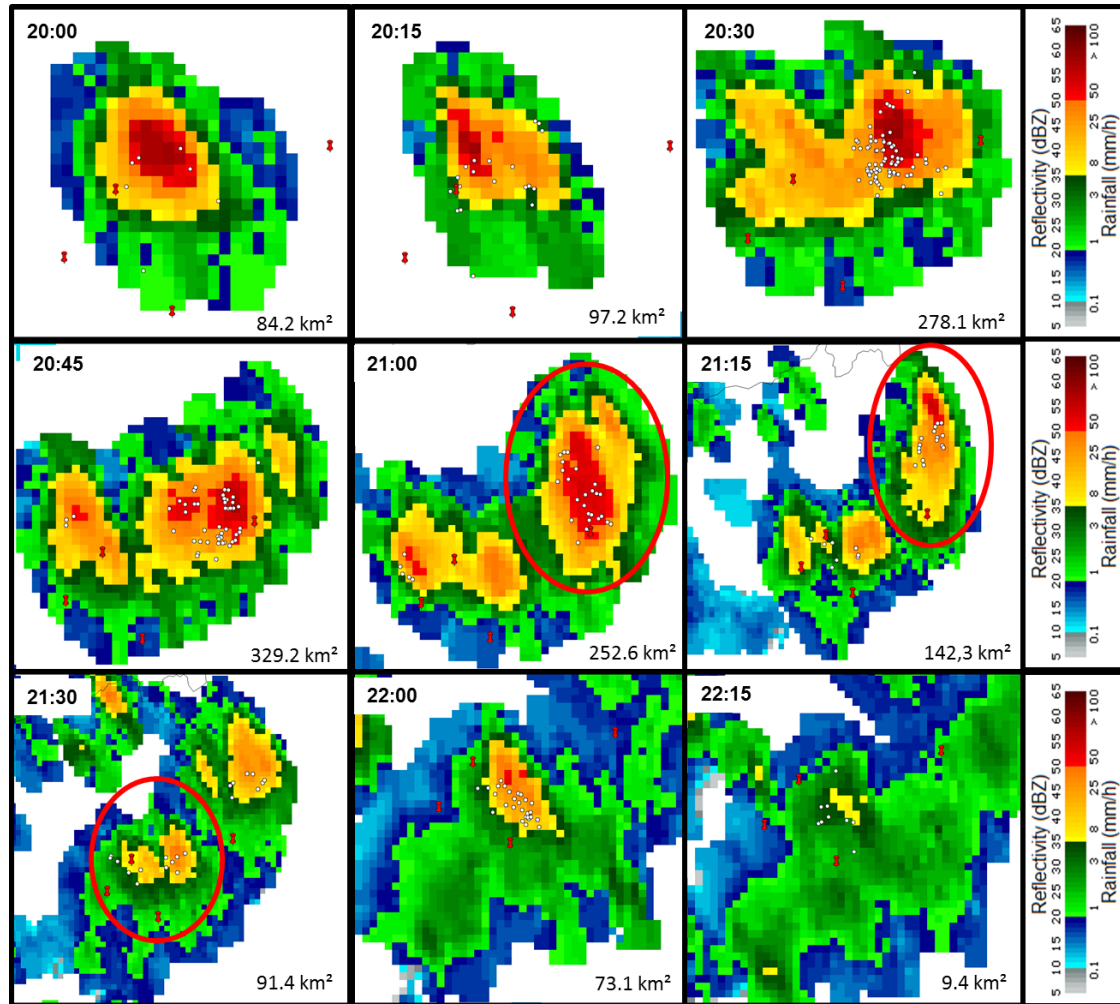 20:00
84.2 km²
20:15
97.2 km²
20:30
278.1 km²
5 10 15 20 25 30 35 40 45 50 55 60 65
Reflectivity (dBZ)
0.1 1 3 8 25 50 > 100
Rainfall (mm/h)
20:45
329.2 km²
21:00
252.6 km²
21:15
142,3 km²
5 10 15 20 25 30 35 40 45 50 55 60 65
Reflectivity (dBZ)
0.1 1 3 8 25 50 > 100
Rainfall (mm/h)
21:30
91.4 km²
22:00
73.1 km²
22:15
9.4 km²
5 10 15 20 25 30 35 40 45 50 55 60 65
Reflectivity (dBZ)
0.1 1 3 8 25 50 > 100
Rainfall (mm/h)